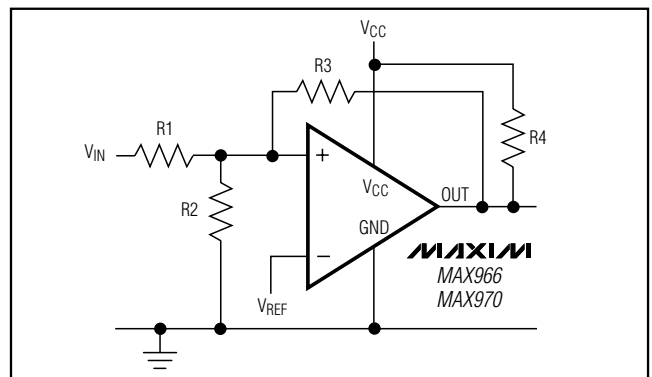 VCC
R3
R4
VIN
R1
+
VCC
R2
OUT
GND
MAXIM
−
MAX966
MAX970
VREF